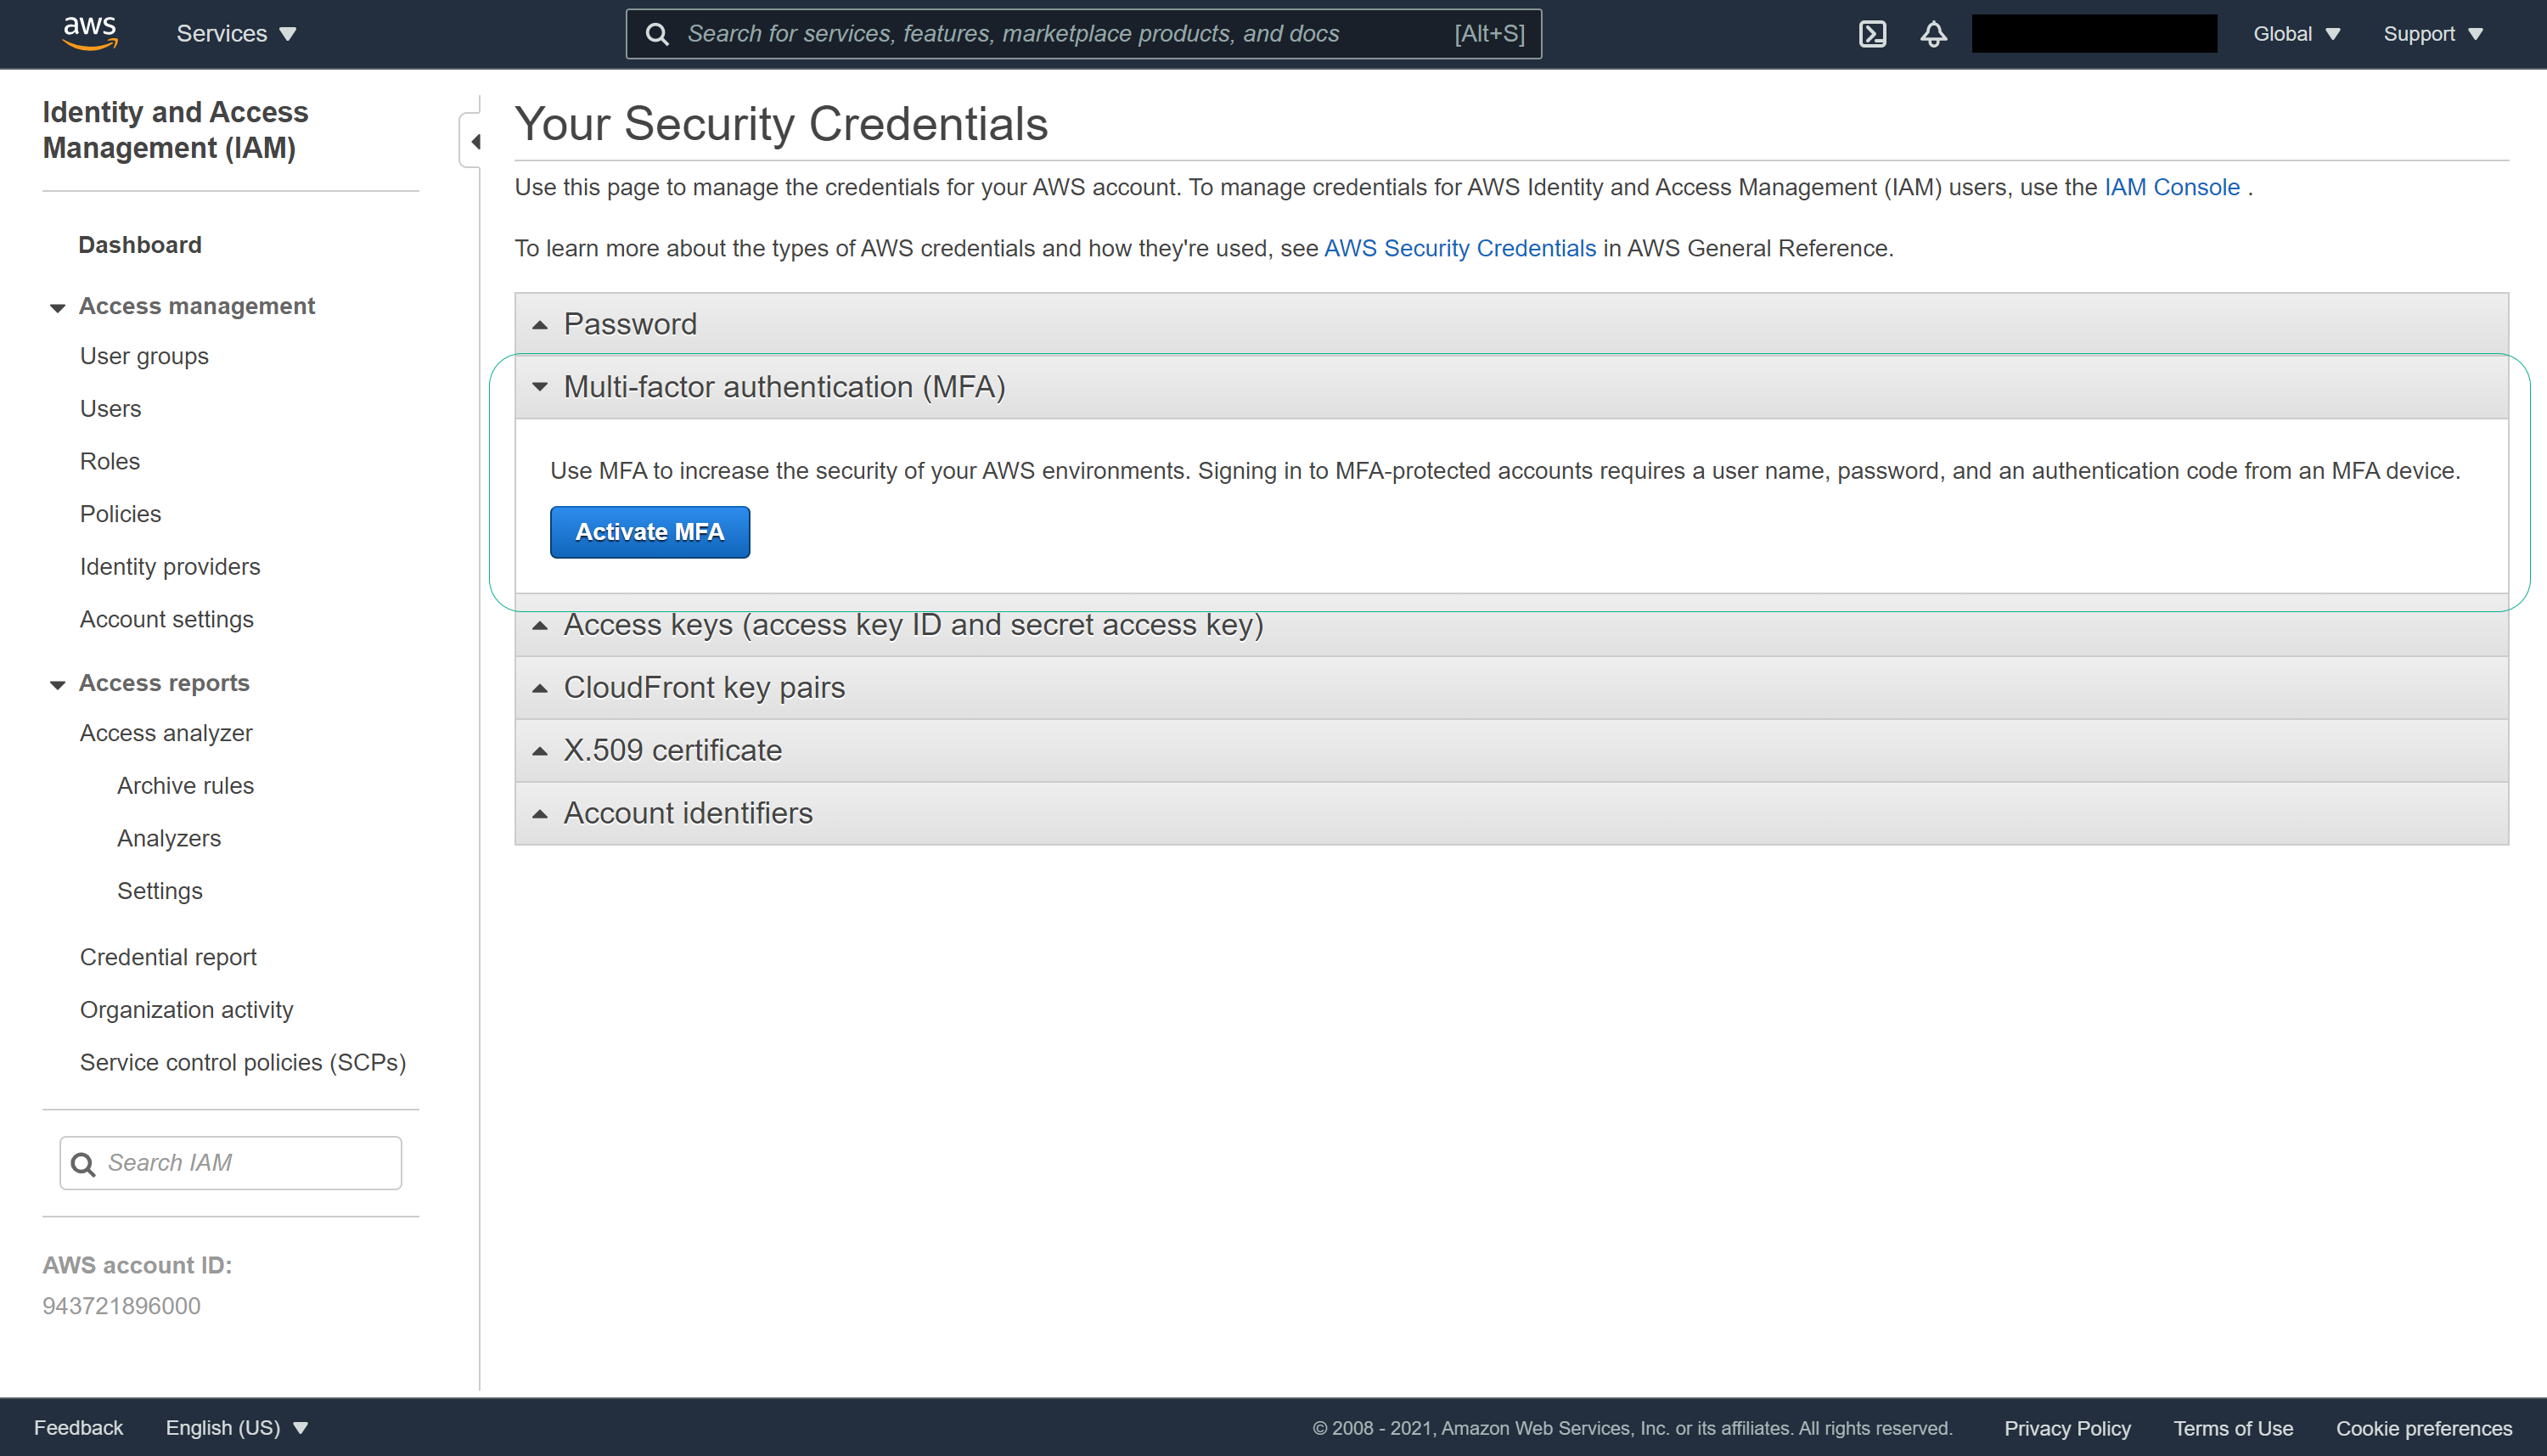 aws
Services
Search for services, features, marketplace products, and docs [Alt+S]
Global
Support
Identity and Access
Management (IAM)
Dashboard
Access management
User groups
Users
Roles
Policies
Identity providers
Account settings
Access reports
Access analyzer
Archive rules
Analyzers
Settings
Credential report
Organization activity
Service control policies (SCPs)
Search IAM
AWS account ID:
943721896000
Your Security Credentials
Use this page to manage the credentials for your AWS account. To manage credentials for AWS Identity and Access Management (IAM) users, use the IAM Console .
To learn more about the types of AWS credentials and how they're used, see AWS Security Credentials in AWS General Reference.
Password
Multi-factor authentication (MFA)
Use MFA to increase the security of your AWS environments. Signing in to MFA-protected accounts requires a user name, password, and an authentication code from an MFA device.
Activate MFA
Access keys (access key ID and secret access key)
CloudFront key pairs
X.509 certificate
Account identifiers
Feedback
English (US)
© 2008 - 2021, Amazon Web Services, Inc. or its affiliates. All rights reserved.
Privacy Policy
Terms of Use
Cookie preferences